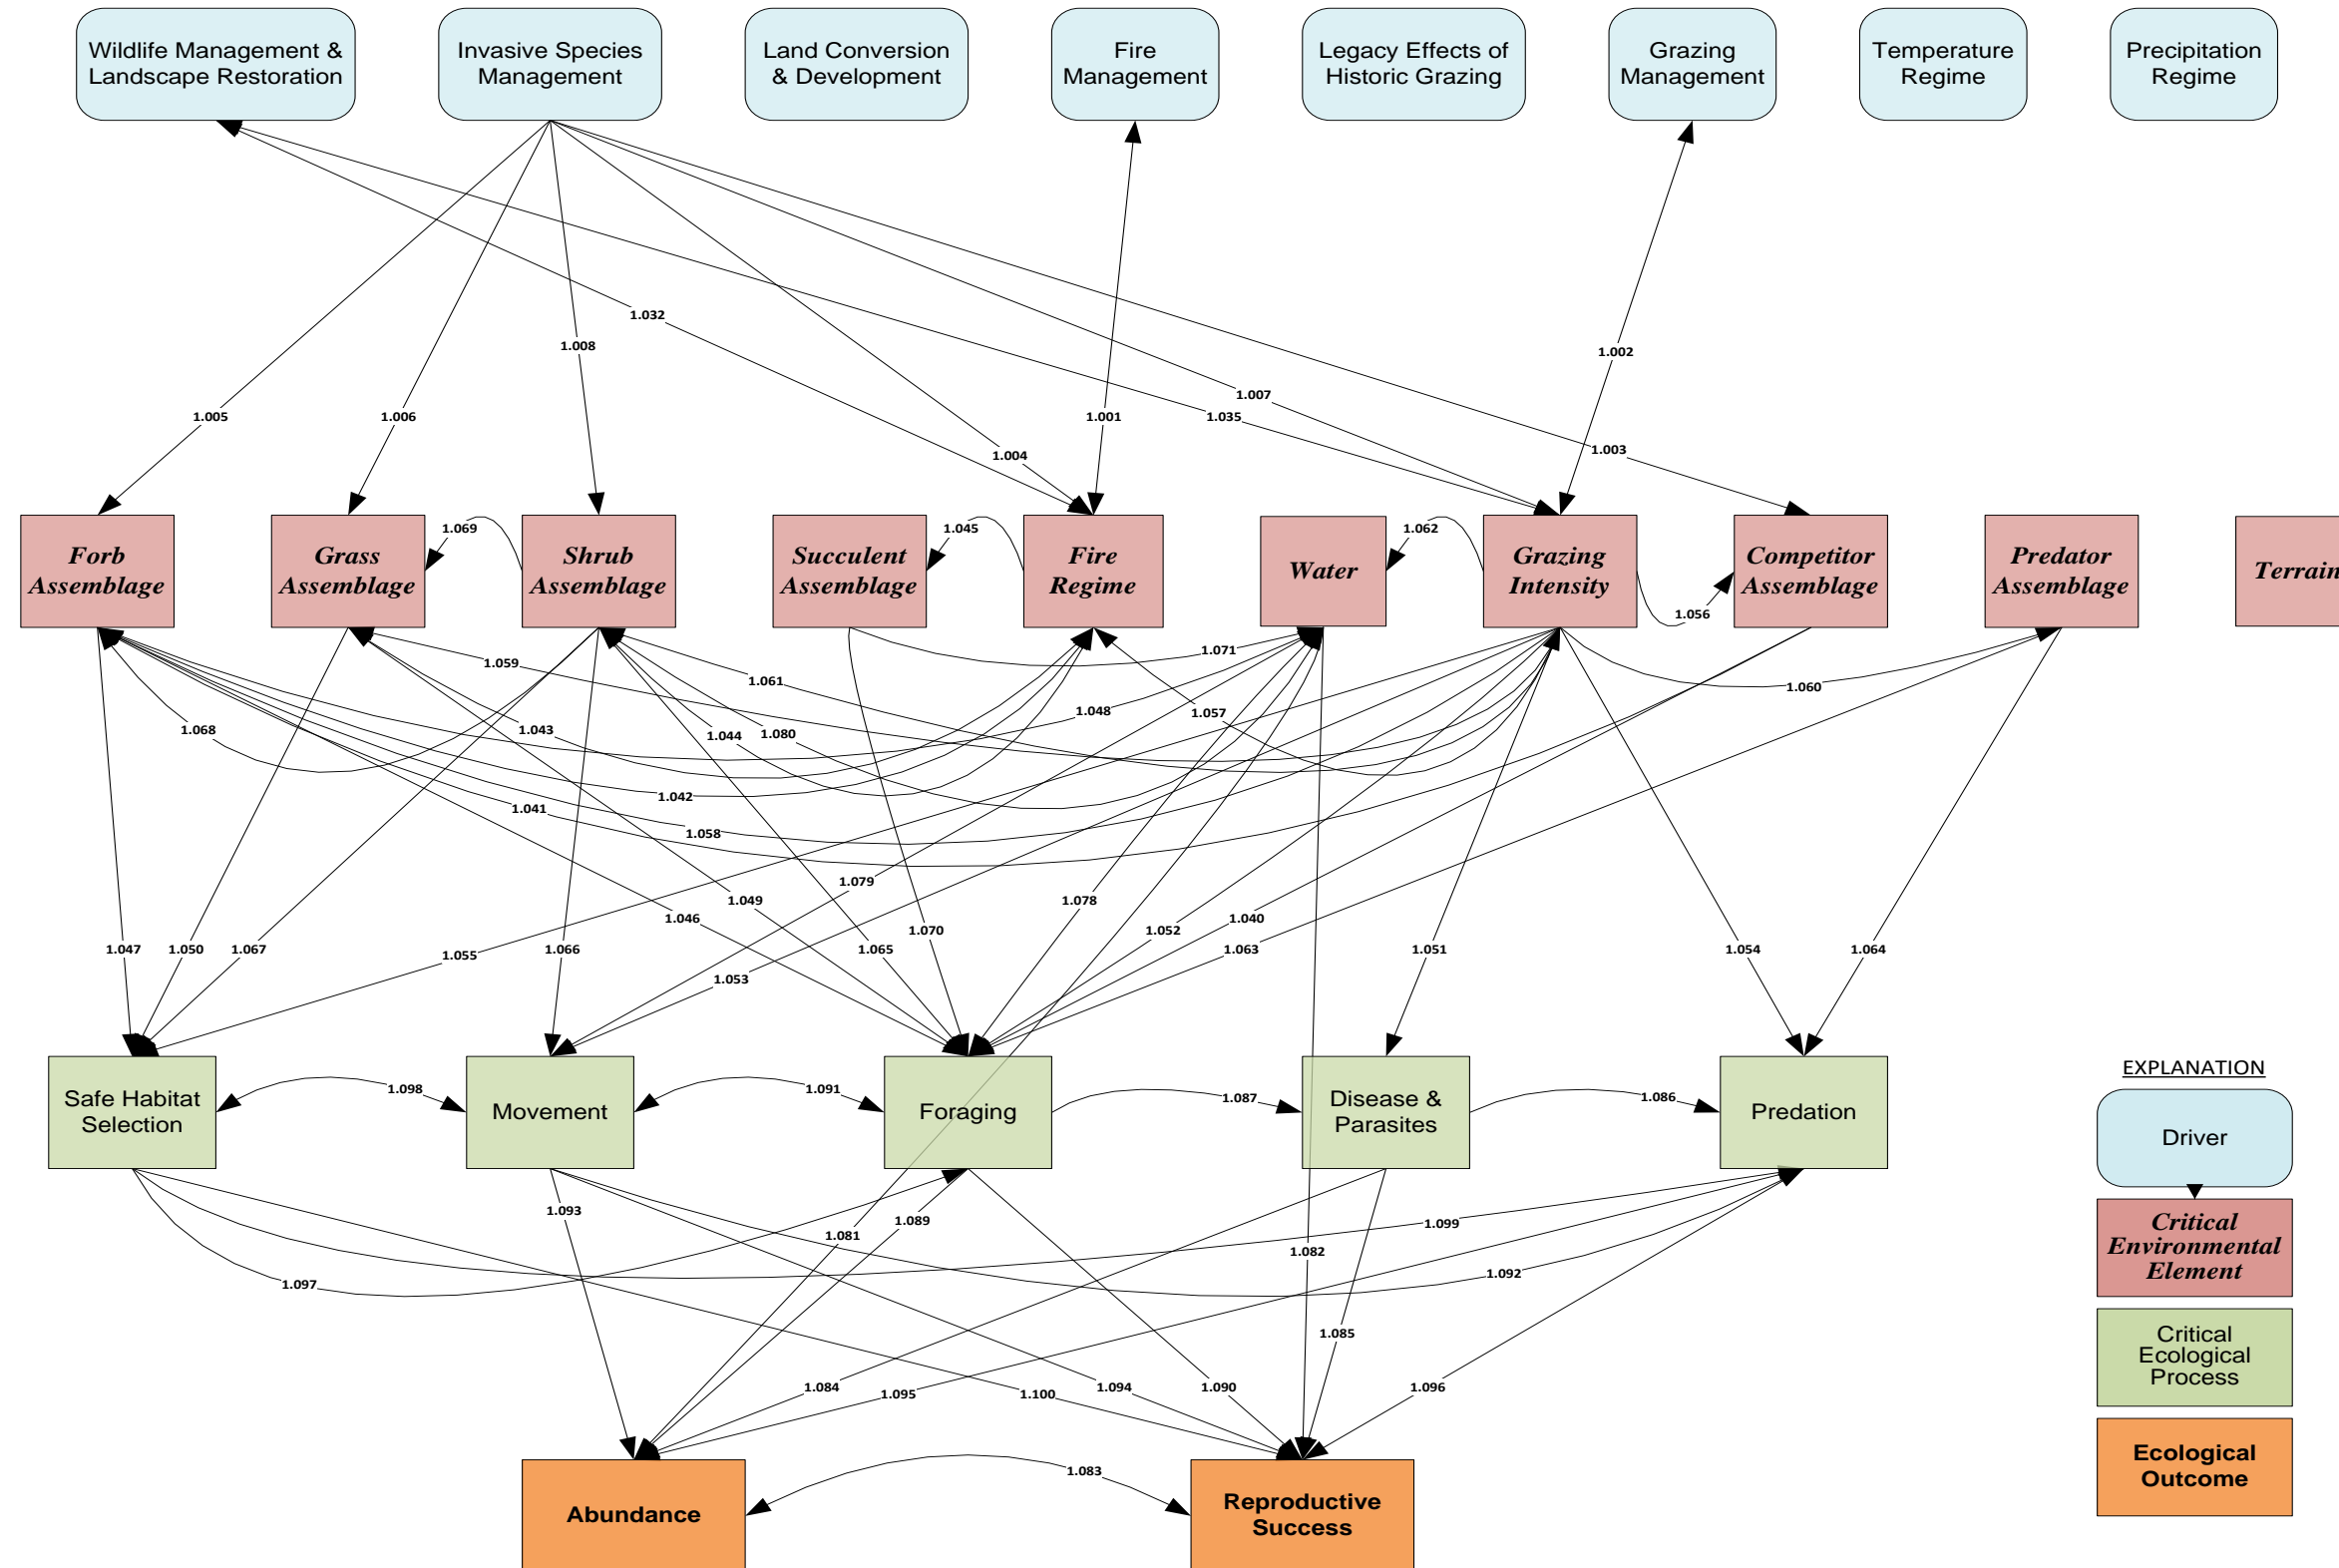 Wildlife Management &
Landscape Restoration
Invasive Species
Management
Land Conversion
& Development
Fire
Management
Legacy Effects of
Historic Grazing
Grazing
Management
Temperature
Regime
Precipitation
Regime
1.032
1.008
1.002
1.007
1.005
1.006
1.035
1.001
1.004
1.003
Forb
Assemblage
1.069
Grass
Assemblage
Shrub
Assemblage
Succulent
Assemblage
1.045
Fire
Regime
Water
1.062
Grazing
Intensity
1.056
Competitor
Assemblage
Predator
Assemblage
Terrain
1.071
1.059
1.061
1.060
1.048
1.057
1.068
1.043
1.044
1.080
1.042
1.041
1.058
1.079
1.049
1.078
1.046
1.052
1.040
1.070
1.047
1.050
1.067
1.055
1.066
1.065
1.063
1.051
1.054
1.064
1.053
Safe Habitat
Selection
1.098
Movement
1.091
Foraging
1.087
Disease &
Parasites
1.086
Predation
1.093
1.081
1.089
1.099
1.082
1.097
1.092
1.085
1.084
1.095
1.100
1.094
1.090
1.096
1.083
Abundance
Reproductive
Success
EXPLANATION
Driver
Critical
Environmental
Element
Critical
Ecological
Process
Ecological
Outcome